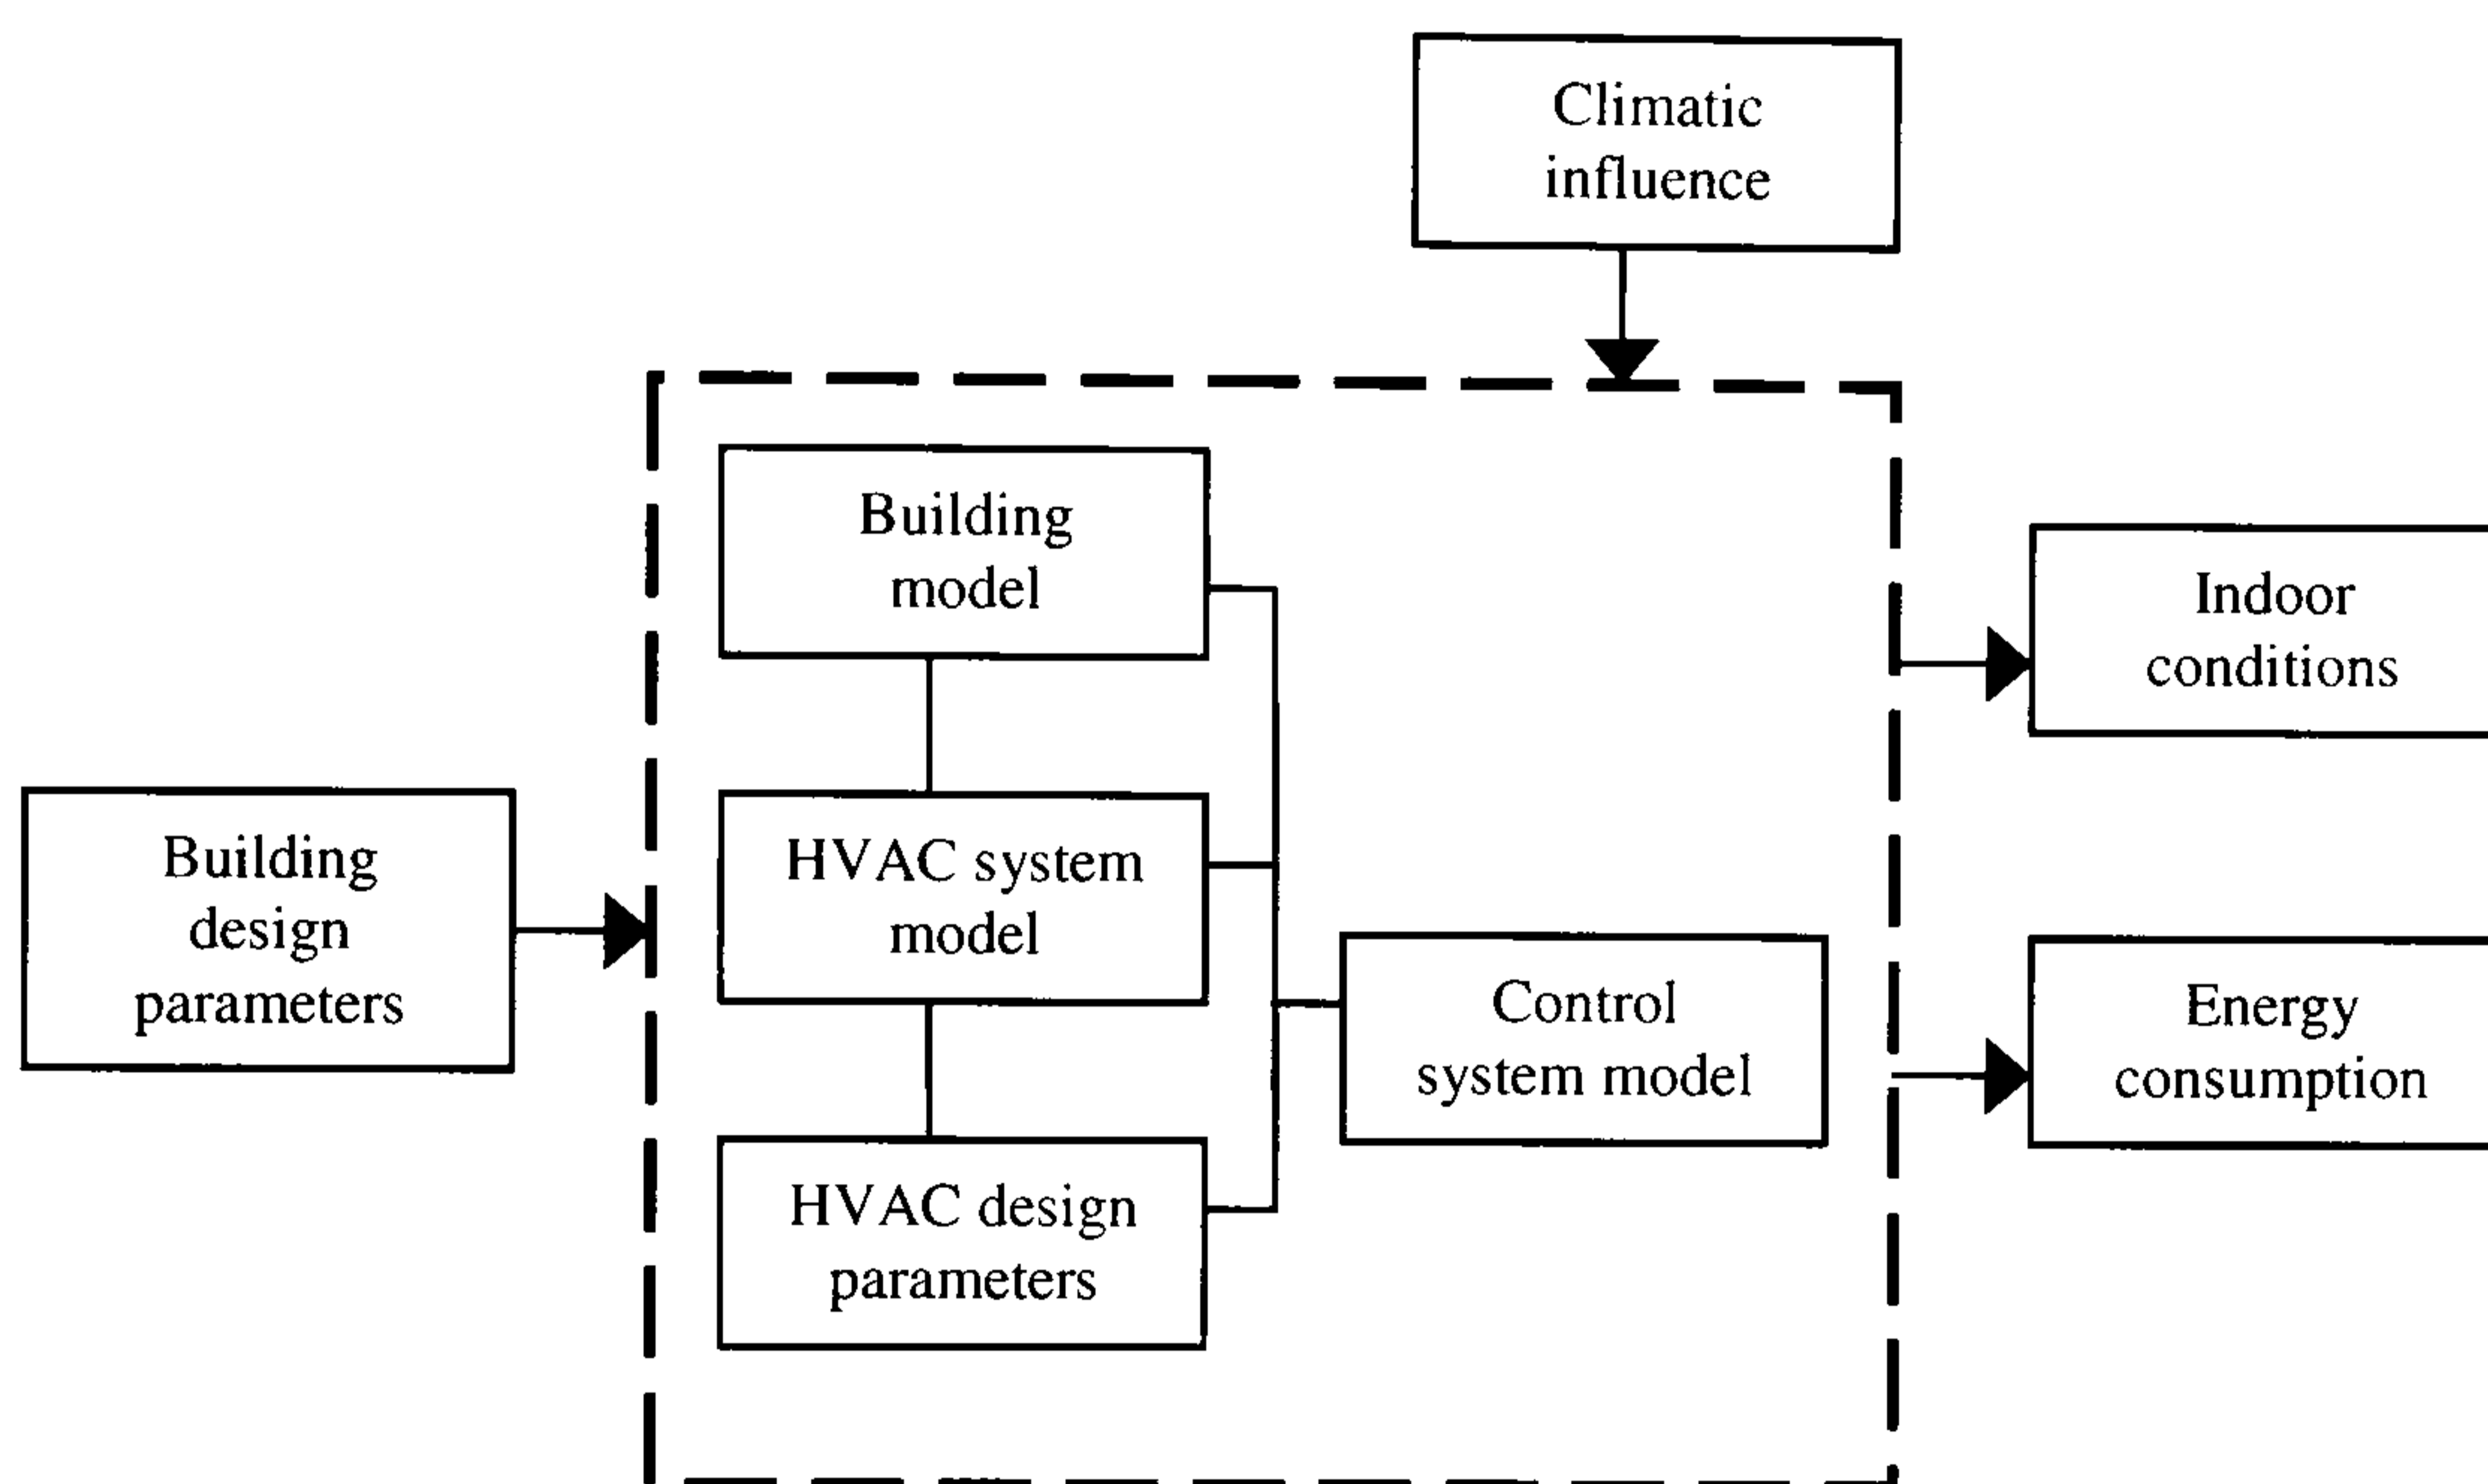 Climatic
influence
Building
model
Indoor
conditions
Building
design
parameters
HVAC system
model
Control
system model
Energy
consumption
HVAC design
parameters